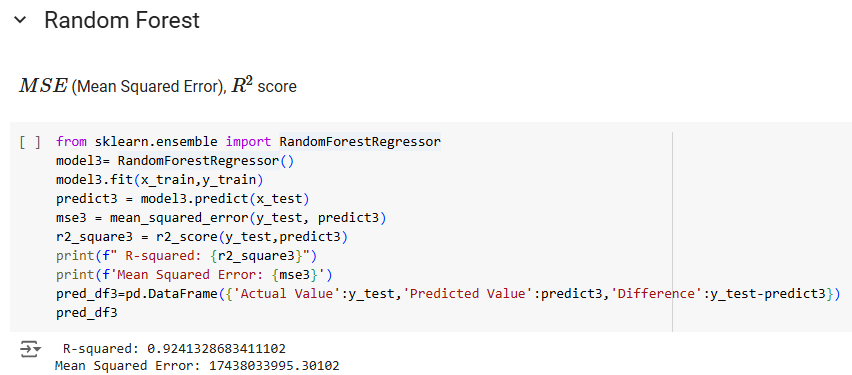 Random Forest
MSE (Mean Squared Error), R² score
[ ] from sklearn.ensemble import RandomForestRegressor
model3= RandomForestRegressor()
model3.fit(x_train,y_train)
predict3 = model3.predict(x_test)
mse3 = mean_squared_error(y_test, predict3)
r2_square3 = r2_score(y_test,predict3)
print(f" R-squared: {r2_square3}")
print(f'Mean Squared Error: {mse3}')
pred_df3=pd.DataFrame({'Actual Value':y_test,'Predicted Value':predict3,'Difference':y_test-predict3})
pred_df3
R-squared: 0.9241328683411102
Mean Squared Error: 17438033995.30102